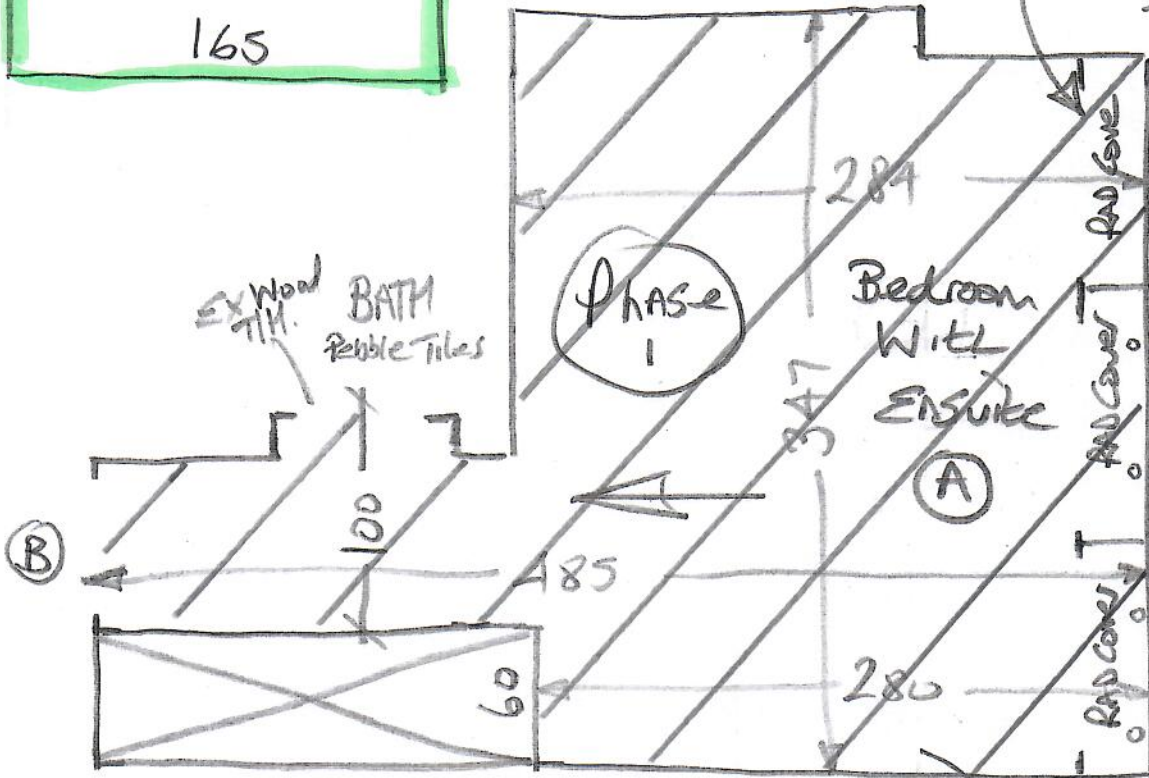 165
RAD Cove
284
Phase
1
Bedroom
With
Ensuite
Ex Wood
TH.
BATH
Pebble Tiles
347
RAD Cover
A
B
100
485
60
280
RAD Cover